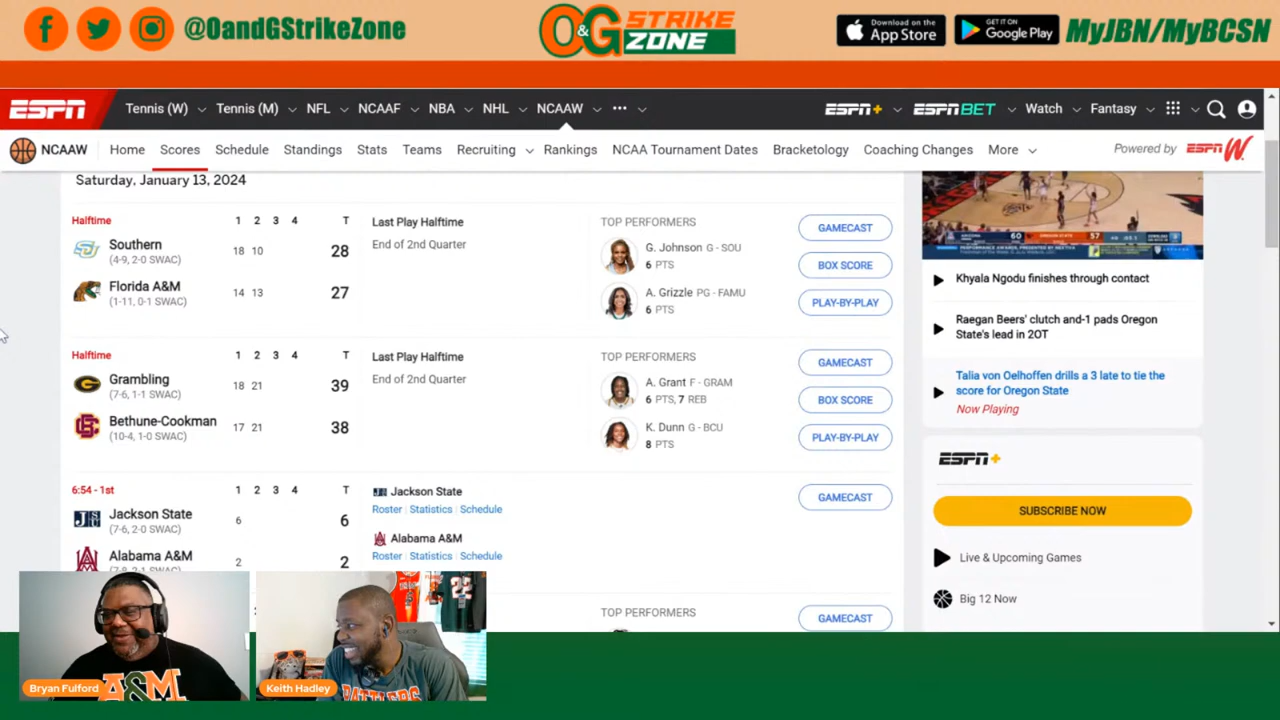 @OandGStrikeZone
O&G STRIKE ZONE
Download on the App Store
GET IT ON Google Play
MyJBN/MyBCSN
ESPN Tennis (W) Tennis (M) NFL NCAAF NBA NHL NCAAW ••• ESPN+ ESPNBET Watch Fantasy
NCAAW Home Scores Schedule Standings Stats Teams Recruiting Rankings NCAA Tournament Dates Bracketology Coaching Changes More Powered by ESPNW
Saturday, January 13, 2024
Halftime 1 2 3 4 T
Southern 18 10 28
(4-9, 2-0 SWAC)
Florida A&M 14 13 27
(1-11, 0-1 SWAC)
Last Play Halftime
End of 2nd Quarter
TOP PERFORMERS
G. Johnson G - SOU
6 PTS
A. Grizzle PG - FAMU
6 PTS
GAMECAST
BOX SCORE
PLAY-BY-PLAY
Halftime 1 2 3 4 T
Grambling 18 21 39
(7-6, 1-1 SWAC)
Bethune-Cookman 17 21 38
(10-4, 1-0 SWAC)
Last Play Halftime
End of 2nd Quarter
TOP PERFORMERS
A. Grant F - GRAM
6 PTS, 7 REB
K. Dunn G - BCU
8 PTS
GAMECAST
BOX SCORE
PLAY-BY-PLAY
6:54 - 1st 1 2 3 4 T
Jackson State 6 6
(7-6, 2-0 SWAC)
Alabama A&M 2 2
(7-8, 2-1 SWAC)
Jackson State
Roster | Statistics | Schedule
Alabama A&M
Roster | Statistics | Schedule
GAMECAST
TOP PERFORMERS
GAMECAST
60 57
Khyala Ngodu finishes through contact
Raegan Beers' clutch and-1 pads Oregon
State's lead in 2OT
Talia von Oelhoffen drills a 3 late to tie the
score for Oregon State
Now Playing
ESPN+
SUBSCRIBE NOW
Live & Upcoming Games
Big 12 Now
A&M
Bryan Fulford
22
RATTLERS
Keith Hadley